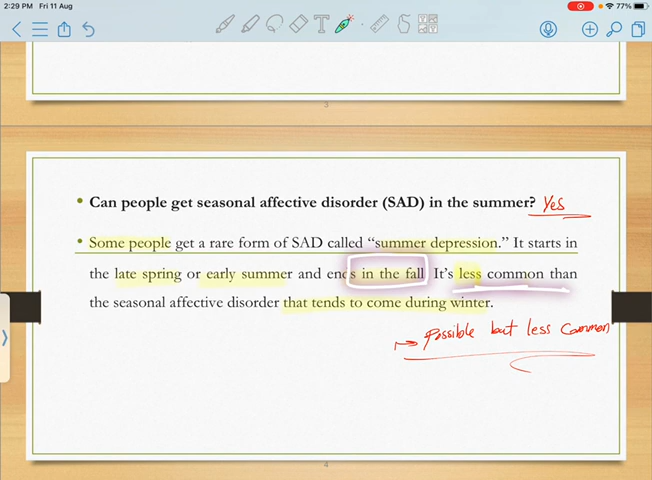 2:29 PM Fri 11 Aug
77%
3
• Can people get seasonal affective disorder (SAD) in the summer? Yes
• Some people get a rare form of SAD called “summer depression.” It starts in
the late spring or early summer and ends in the fall. It’s less common than
the seasonal affective disorder that tends to come during winter.
Possible but less common
4